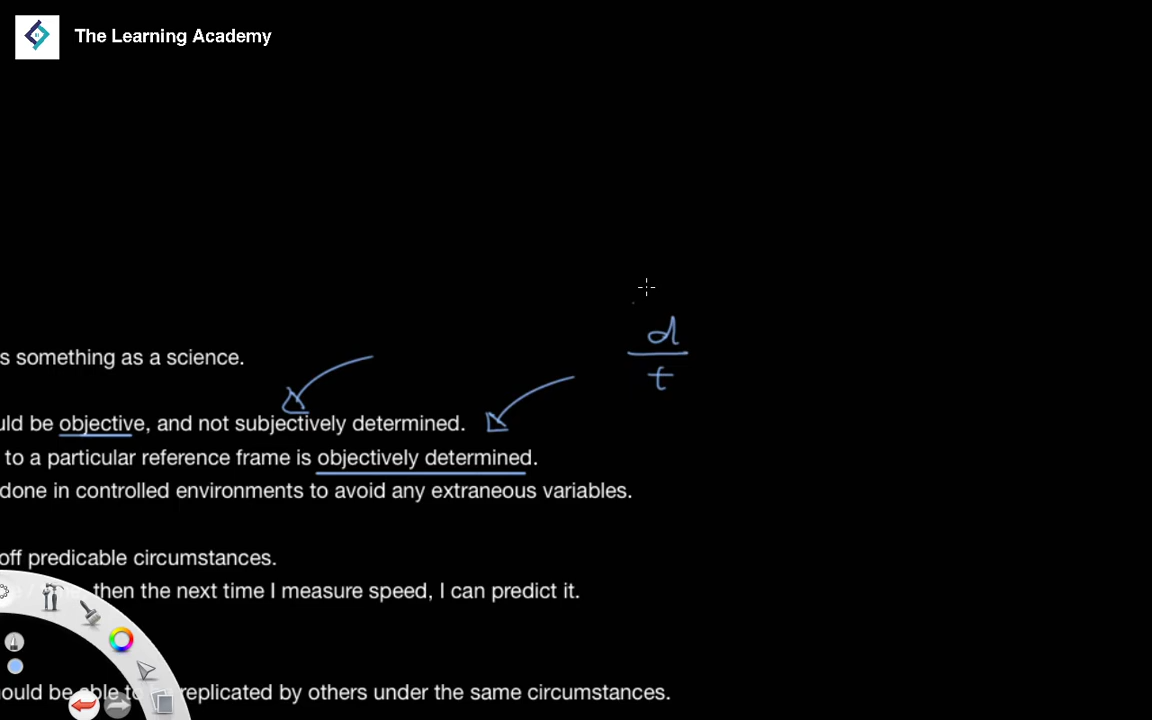 The Learning Academy
d
t
s something as a science.
uld be objective, and not subjectively determined.
to a particular reference frame is objectively determined.
done in controlled environments to avoid any extraneous variables.
off predicable circumstances.
then the next time I measure speed, I can predict it.
ould be able to replicated by others under the same circumstances.